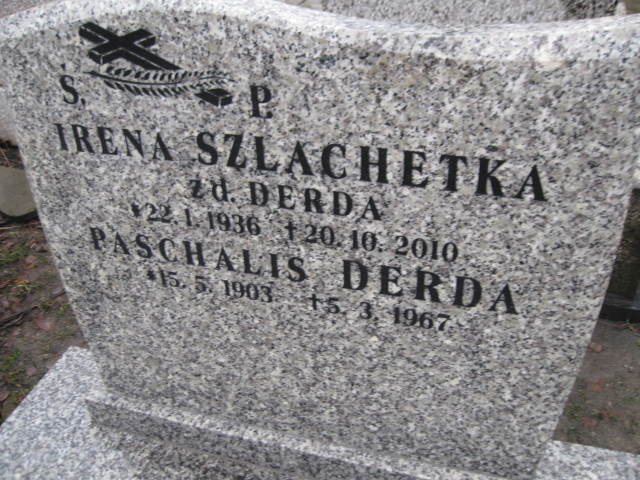 Ś. P.
IRENA SZLACHETKA
z d. DERDA
*22.1.1936 †20.10.2010
PASCHALIS DERDA
*15.5.1903 †5.3.1967